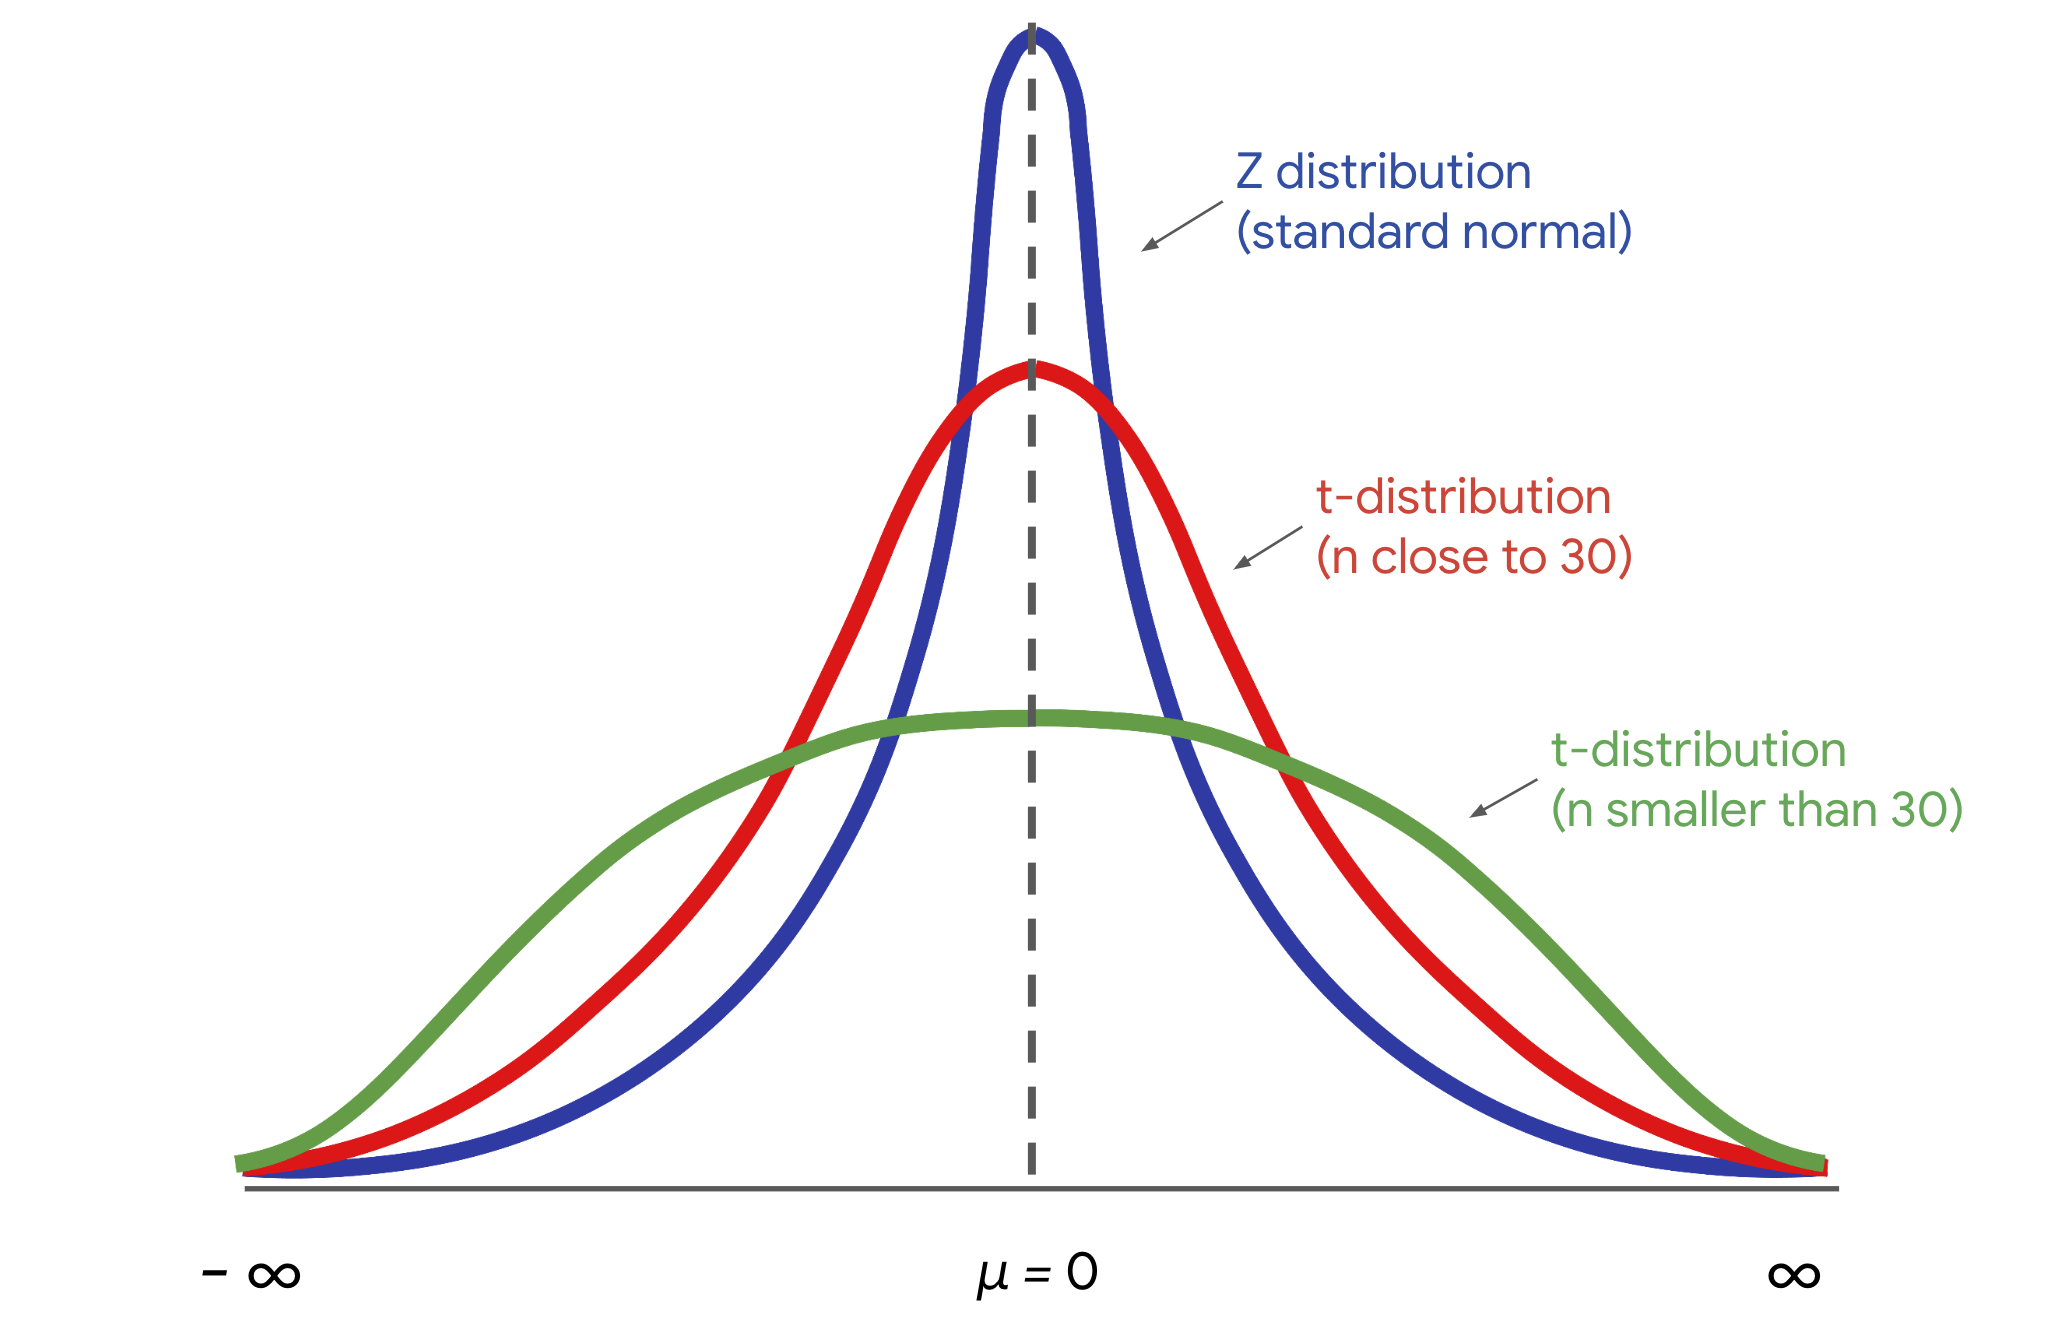 Z distribution
(standard normal)
t-distribution
(n close to 30)
t-distribution
(n smaller than 30)
- ∞
μ = 0
∞